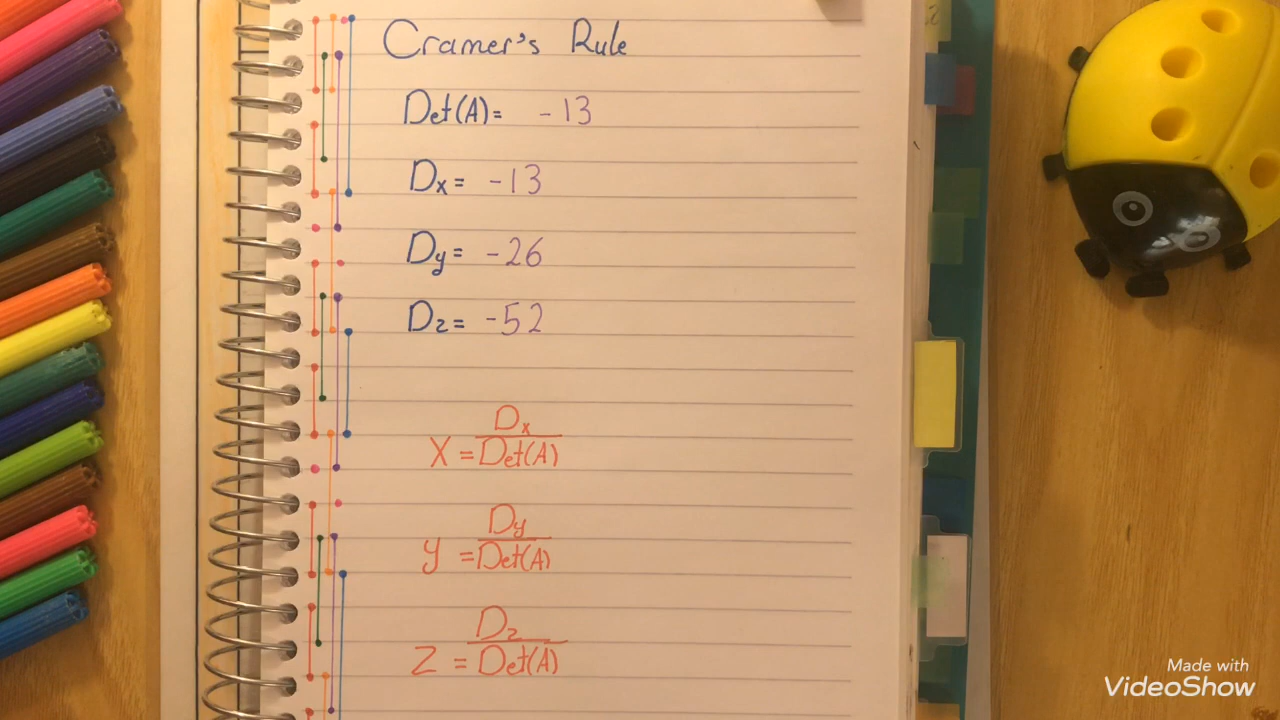 Cramer's Rule
Det(A) = -13
Dx = -13
Dy = -26
Dz = -52
x = Dx / Det(A)
y = Dy / Det(A)
z = Dz / Det(A)
Made with
VideoShow